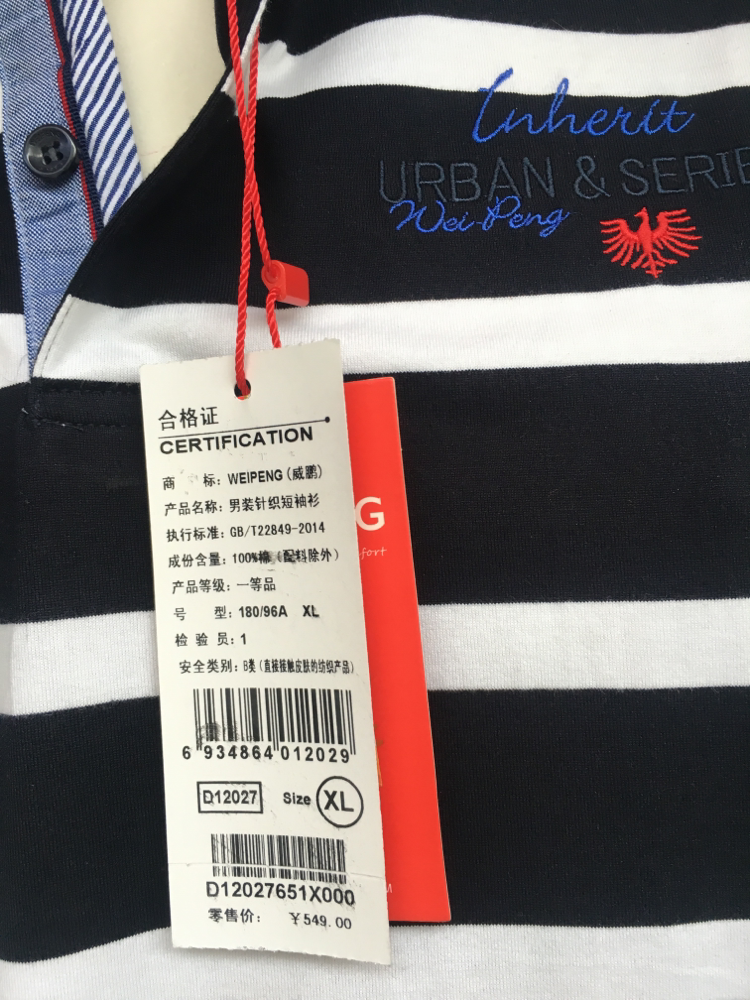 Inherit
URBAN & SERIE
Wei-Peng
合格证
CERTIFICATION
商 标: WEIPENG(威鹏)
产品名称: 男装针织短袖衫
执行标准: GB/T22849-2014
成份含量: 100%棉 (配料除外)
产品等级: 一等品
号 型: 180/96A XL
检 验 员: 1
安全类别: B类(直接接触皮肤的纺织产品)
6 934864 012029
D12027 Size XL
D12027651X000
零售价: ¥549.00
G
fort
M